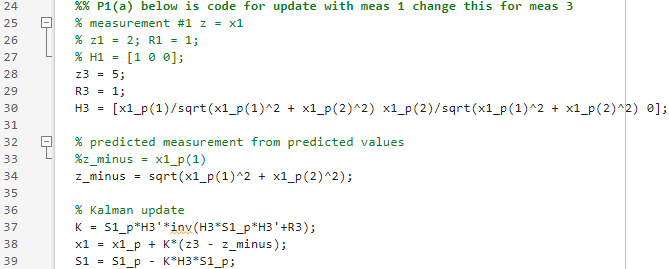 24 %% P1(a) below is code for update with meas 1 change this for meas 3
25 % measurement #1 z = x1
26 % z1 = 2; R1 = 1;
27 % H1 = [1 0 0];
28 z3 = 5;
29 R3 = 1;
30 H3 = [x1_p(1)/sqrt(x1_p(1)^2 + x1_p(2)^2) x1_p(2)/sqrt(x1_p(1)^2 + x1_p(2)^2) 0];
31
32 % predicted measurement from predicted values
33 %z_minus = x1_p(1)
34 z_minus = sqrt(x1_p(1)^2 + x1_p(2)^2);
35
36 % Kalman update
37 K = S1_p*H3'*inv(H3*S1_p*H3'+R3);
38 x1 = x1_p + K*(z3 - z_minus);
39 S1 = S1_p - K*H3*S1_p;